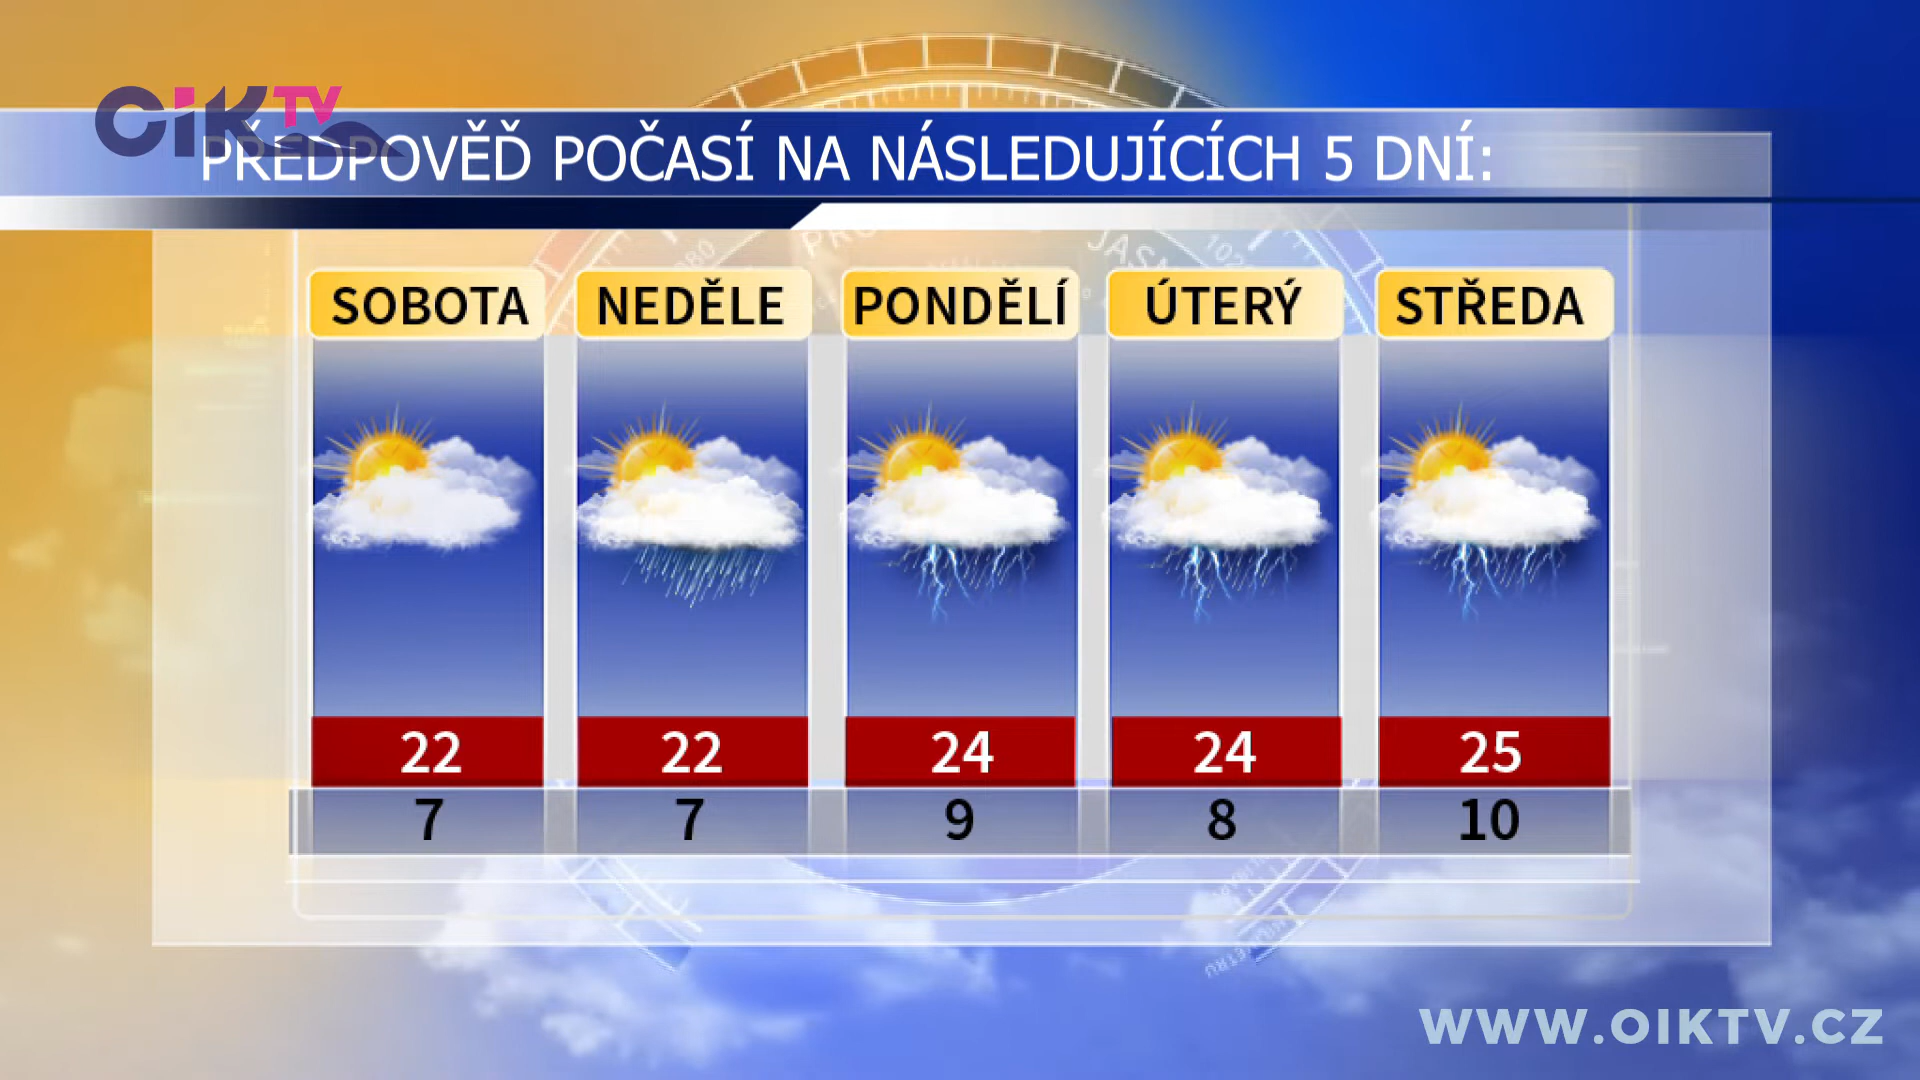 OIK TV
PŘEDPOVĚĎ POČASÍ NA NÁSLEDUJÍCÍCH 5 DNÍ:
SOBOTA NEDĚLE PONDĚLÍ ÚTERÝ STŘEDA
22 22 24 24 25
7 7 9 8 10
WWW.OIKTV.CZ